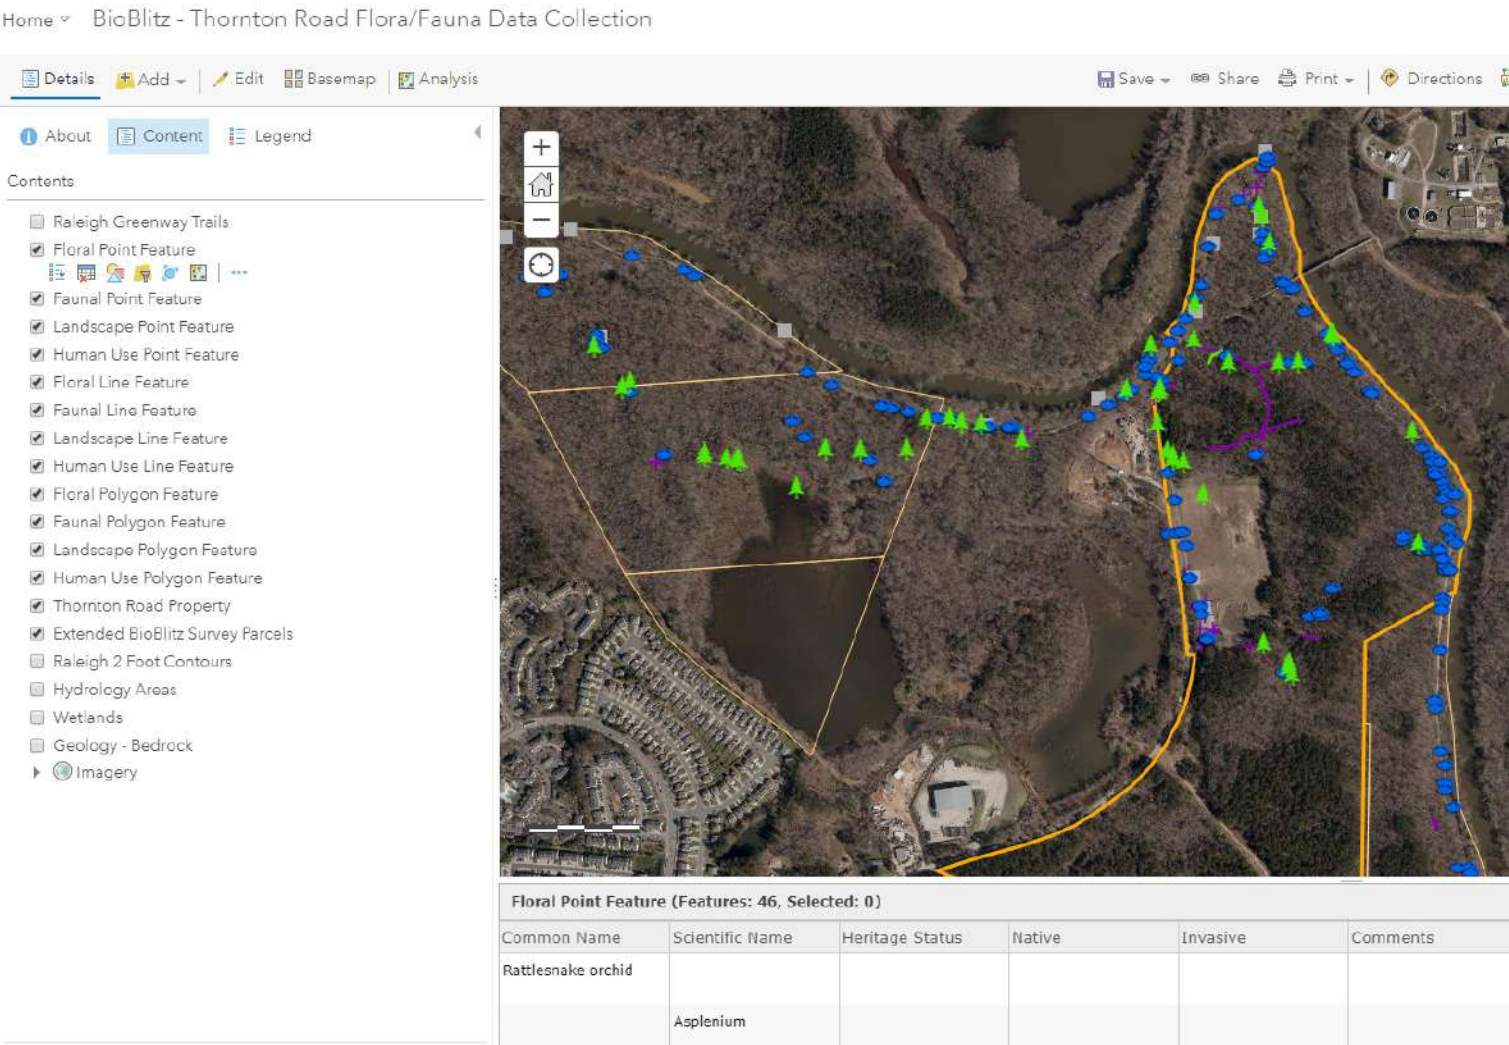 Home BioBlitz - Thornton Road Flora/Fauna Data Collection
Details Add Edit Basemap Analysis Save Share Print Directions
About Content Legend
Contents
Raleigh Greenway Trails
Floral Point Feature
Faunal Point Feature
Landscape Point Feature
Human Use Point Feature
Floral Line Feature
Faunal Line Feature
Landscape Line Feature
Human Use Line Feature
Floral Polygon Feature
Faunal Polygon Feature
Landscape Polygon Feature
Human Use Polygon Feature
Thornton Road Property
Extended BioBlitz Survey Parcels
Raleigh 2 Foot Contours
Hydrology Areas
Wetlands
Geology - Bedrock
Imagery
Floral Point Feature (Features: 46, Selected: 0)
Common Name Scientific Name Heritage Status Native Invasive Comments
Rattlesnake orchid
Asplenium